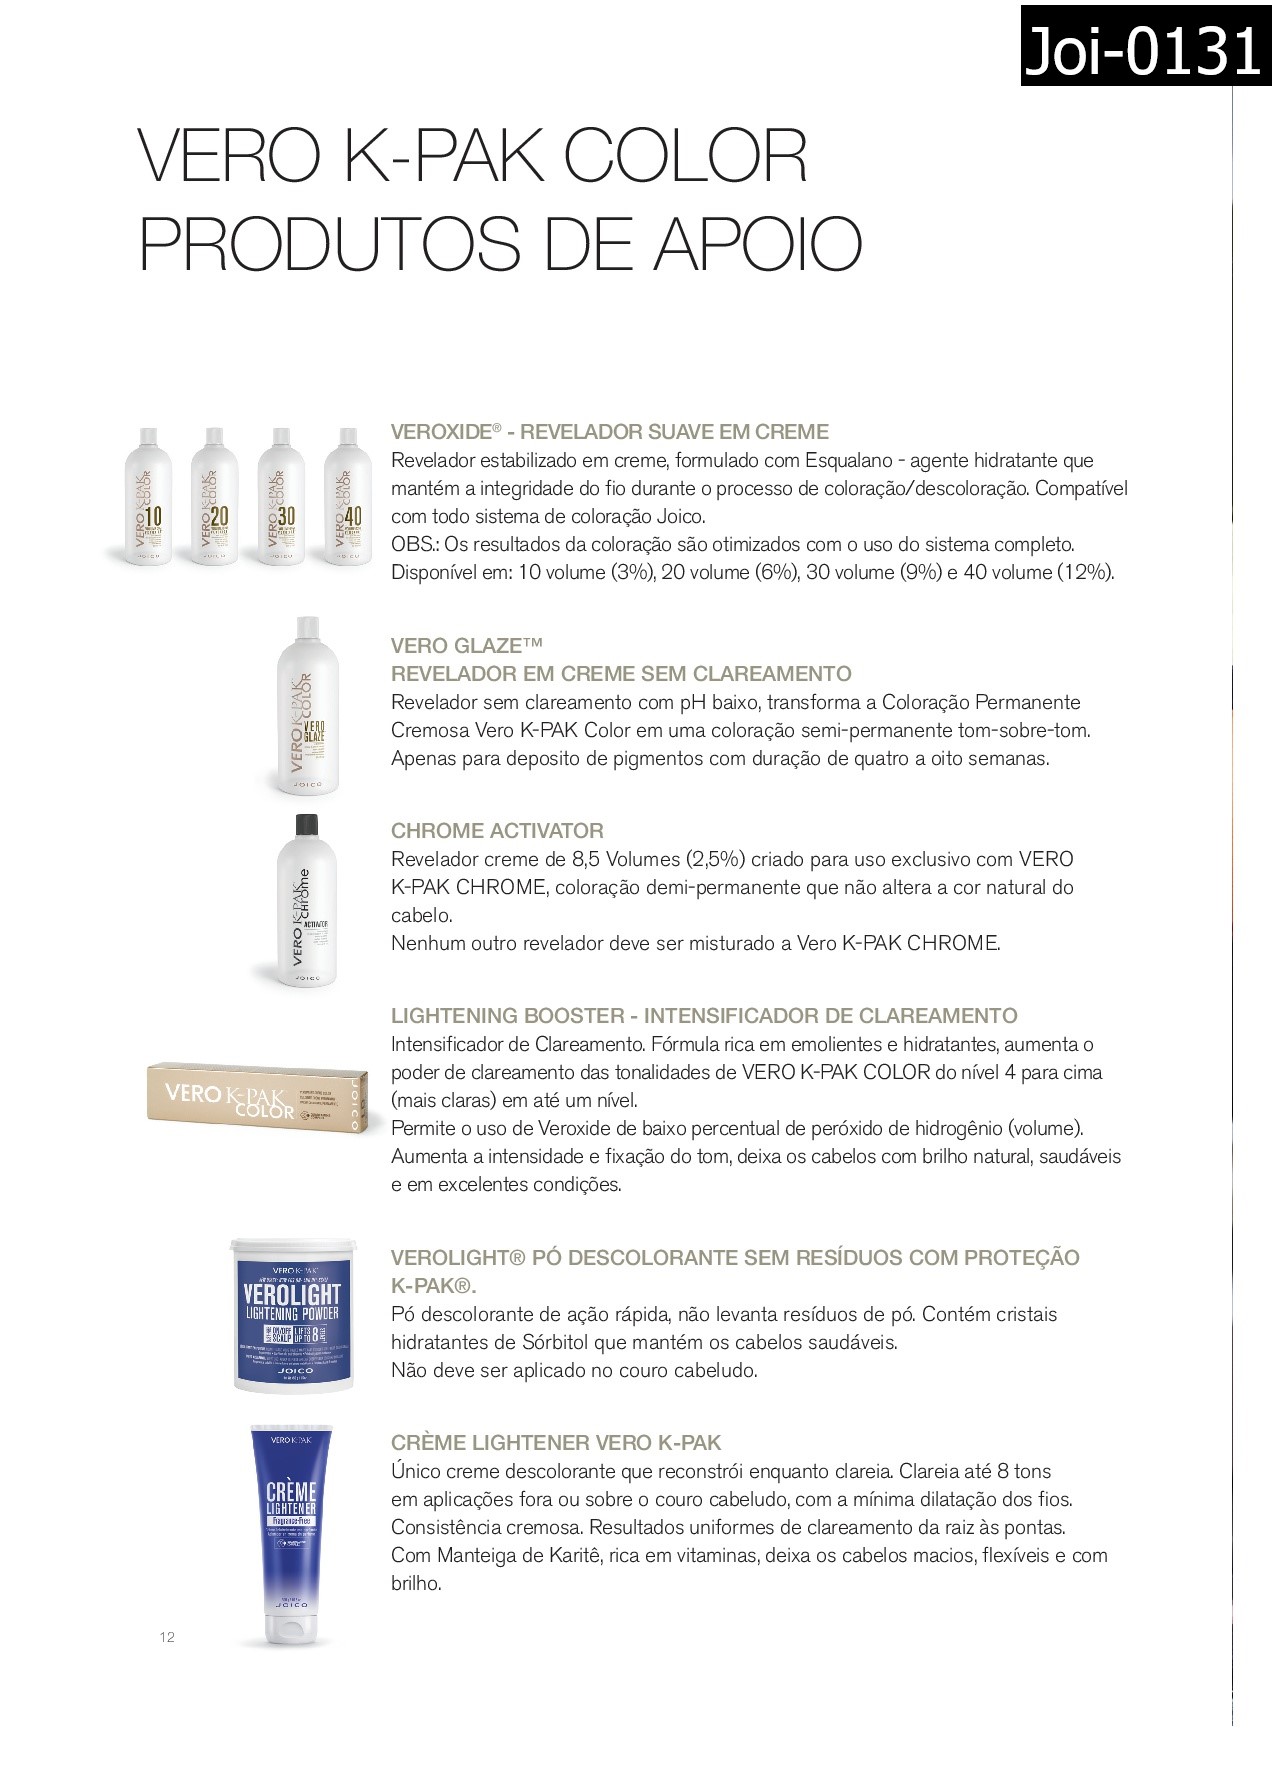 Joi-0131
VERO K-PAK COLOR
PRODUTOS DE APOIO
VEROXIDE® - REVELADOR SUAVE EM CREME
Revelador estabilizado em creme, formulado com Esqualano - agente hidratante que
mantém a integridade do fio durante o processo de coloração/descoloração. Compatível
com todo sistema de coloração Joico.
OBS.: Os resultados da coloração são otimizados com o uso do sistema completo.
Disponível em: 10 volume (3%), 20 volume (6%), 30 volume (9%) e 40 volume (12%).
VERO K-PAK COLOR
10
JOICO
VERO K-PAK COLOR
20
JOICO
VERO K-PAK COLOR
30
JOICO
VERO K-PAK COLOR
40
JOICO
VERO GLAZE™
REVELADOR EM CREME SEM CLAREAMENTO
Revelador sem clareamento com pH baixo, transforma a Coloração Permanente
Cremosa Vero K-PAK Color em uma coloração semi-permanente tom-sobre-tom.
Apenas para deposito de pigmentos com duração de quatro a oito semanas.
VERO K-PAK COLOR
VERO
GLAZE
JOICO
CHROME ACTIVATOR
Revelador creme de 8,5 Volumes (2,5%) criado para uso exclusivo com VERO
K-PAK CHROME, coloração demi-permanente que não altera a cor natural do
cabelo.
Nenhum outro revelador deve ser misturado a Vero K-PAK CHROME.
VERO K-PAK chrome
ACTIVATOR
JOICO
LIGHTENING BOOSTER - INTENSIFICADOR DE CLAREAMENTO
Intensificador de Clareamento. Fórmula rica em emolientes e hidratantes, aumenta o
poder de clareamento das tonalidades de VERO K-PAK COLOR do nível 4 para cima
(mais claras) em até um nível.
Permite o uso de Veroxide de baixo percentual de peróxido de hidrogênio (volume).
Aumenta a intensidade e fixação do tom, deixa os cabelos com brilho natural, saudáveis
e em excelentes condições.
VERO K-PAK
COLOR
color
VEROLIGHT® PÓ DESCOLORANTE SEM RESÍDUOS COM PROTEÇÃO
K-PAK®.
Pó descolorante de ação rápida, não levanta resíduos de pó. Contém cristais
hidratantes de Sórbitol que mantém os cabelos saudáveis.
Não deve ser aplicado no couro cabeludo.
VERO K-PAK
VEROLIGHT
LIGHTENING POWDER
ON/OFF SCALP
LIFTS UP TO 8
JOICO
CRÈME LIGHTENER VERO K-PAK
Único creme descolorante que reconstrói enquanto clareia. Clareia até 8 tons
em aplicações fora ou sobre o couro cabeludo, com a mínima dilatação dos fios.
Consistência cremosa. Resultados uniformes de clareamento da raiz às pontas.
Com Manteiga de Karitê, rica em vitaminas, deixa os cabelos macios, flexíveis e com
brilho.
VERO K-PAK
CRÈME
LIGHTENER
Fragrance-Free
JOICO
12